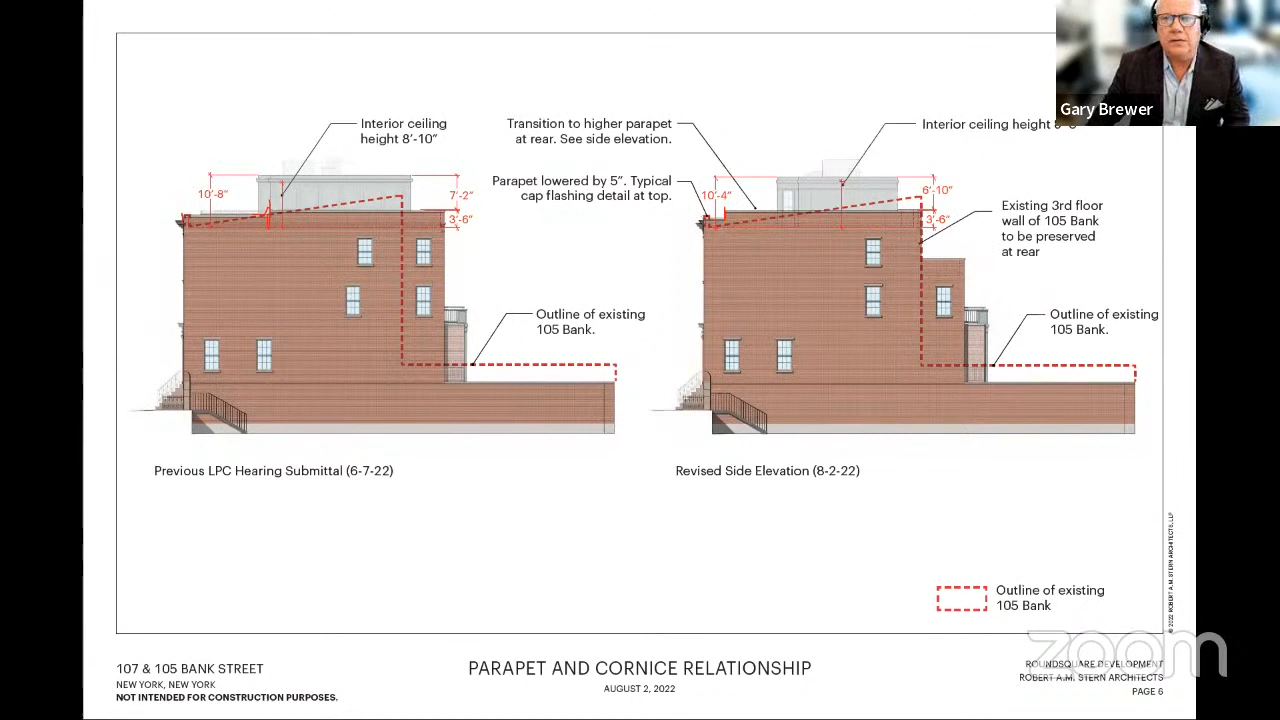 Gary Brewer
Interior ceiling
height 8'-10"
10'-8"
7'-2"
3'-6"
Outline of existing
105 Bank.
Previous LPC Hearing Submittal (6-7-22)
Transition to higher parapet
at rear. See side elevation.
Parapet lowered by 5". Typical
cap flashing detail at top.
Interior ceiling height
10'-4"
6'-10"
3'-6"
Existing 3rd floor
wall of 105 Bank
to be preserved
at rear
Outline of existing
105 Bank.
Revised Side Elevation (8-2-22)
Outline of existing
105 Bank
© 2022 ROBERT A.M. STERN ARCHITECTS, LLP
107 & 105 BANK STREET
NEW YORK, NEW YORK
NOT INTENDED FOR CONSTRUCTION PURPOSES.
PARAPET AND CORNICE RELATIONSHIP
AUGUST 2, 2022
ROUNDSQUARE DEVELOPMENT
ROBERT A.M. STERN ARCHITECTS
PAGE 6
zoom